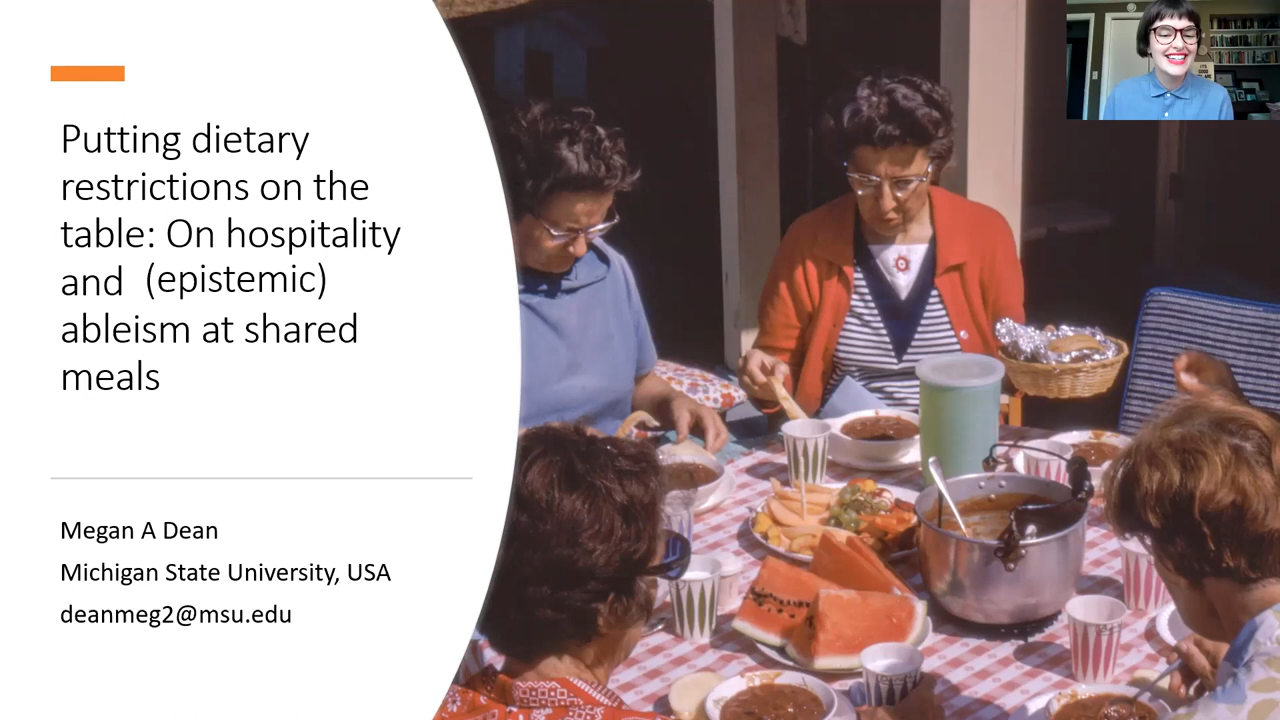 Putting dietary
restrictions on the
table: On hospitality
and (epistemic)
ableism at shared
meals
Megan A Dean
Michigan State University, USA
deanmeg2@msu.edu